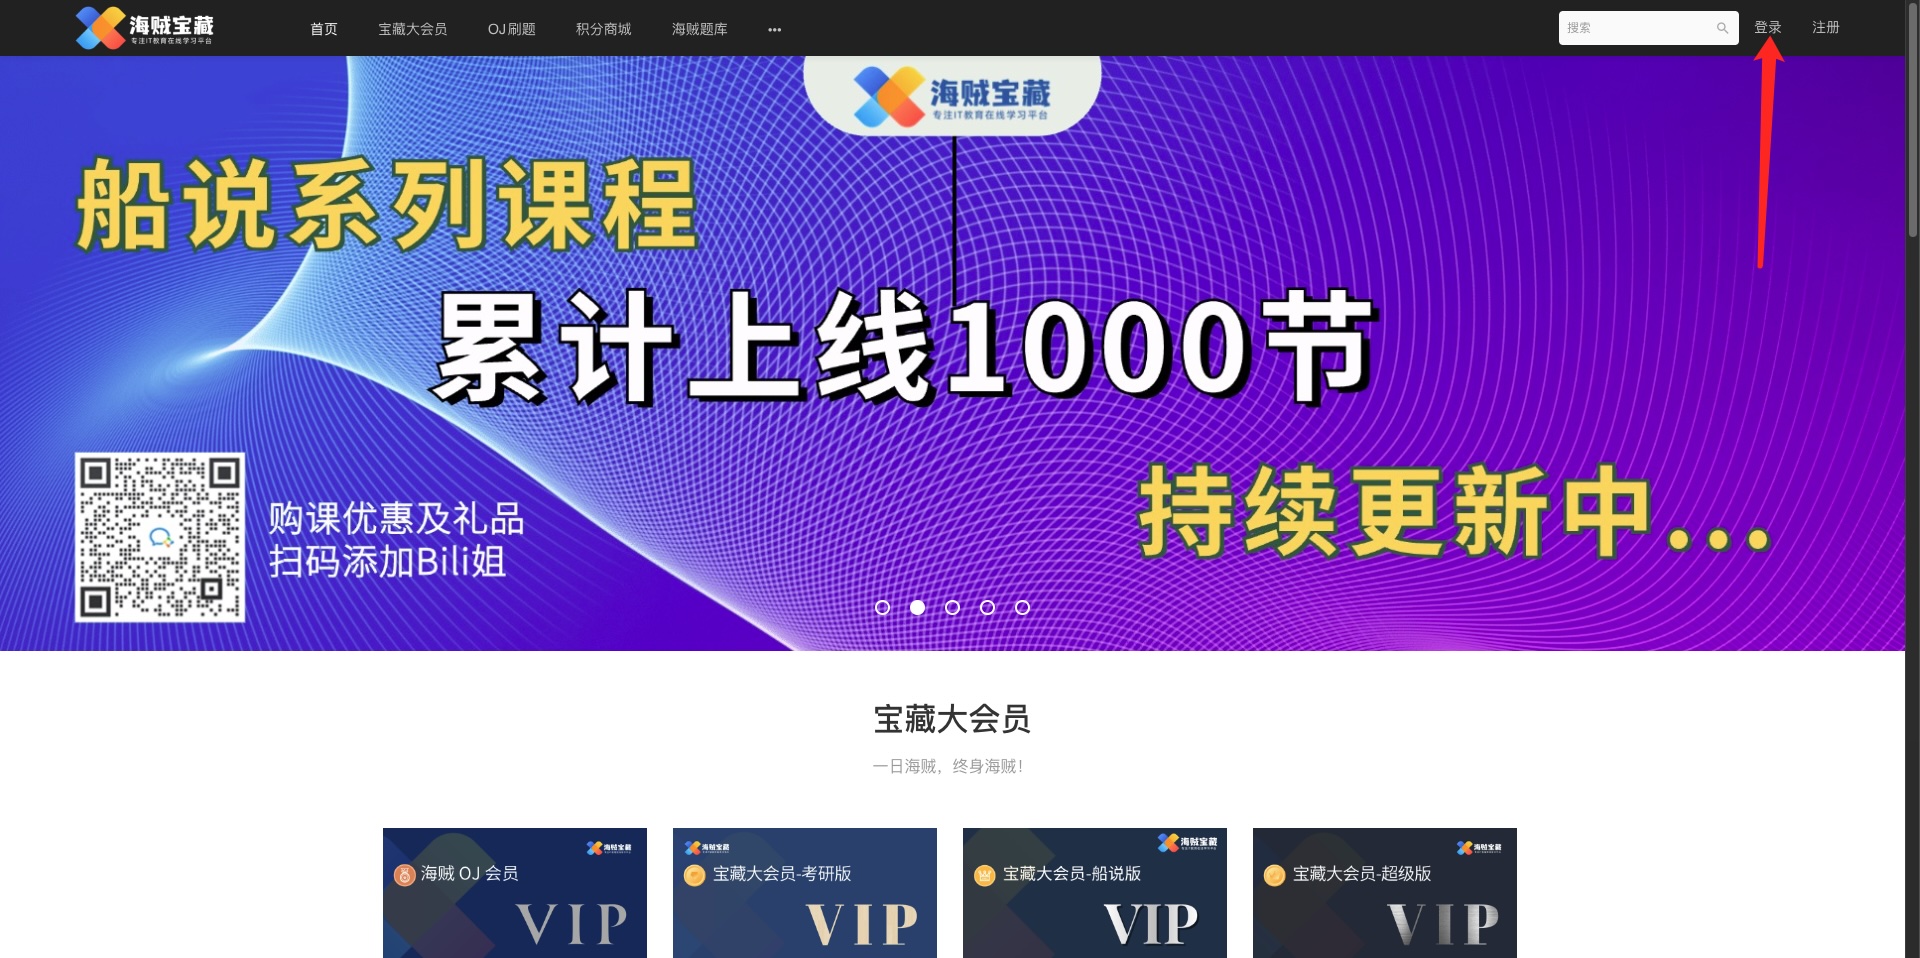 海贼宝藏
专注IT教育在线学习平台
首页
宝藏大会员
OJ刷题
积分商城
海贼题库
•••
搜索
登录
注册
海贼宝藏
专注IT教育在线学习平台
船说系列课程
累计上线1000节
持续更新中...
购课优惠及礼品
扫码添加Bili姐
宝藏大会员
一日海贼，终身海贼！
海贼宝藏
海贼 OJ 会员
VIP
海贼宝藏
宝藏大会员-考研版
VIP
海贼宝藏
宝藏大会员-船说版
VIP
海贼宝藏
宝藏大会员-超级版
VIP